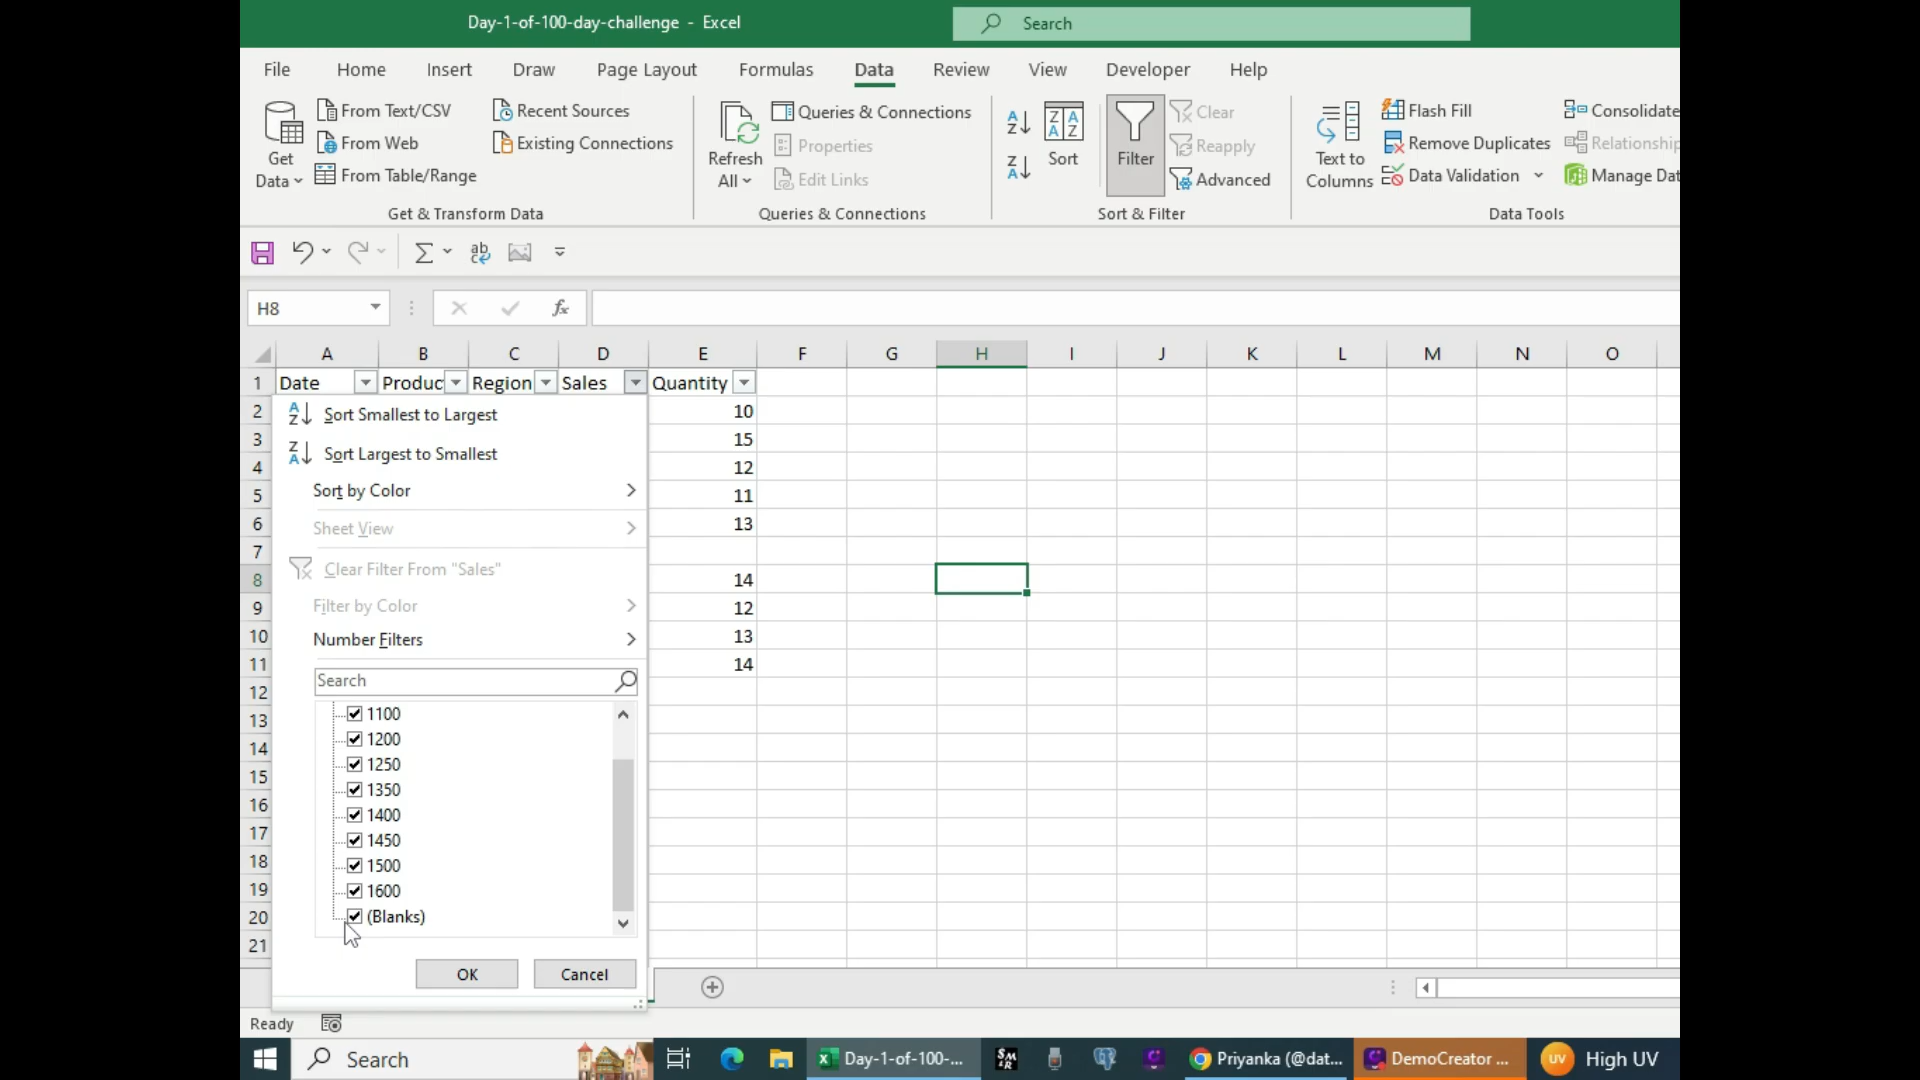 Day-1-of-100-day-challenge - Excel
Search
File Home Insert Draw Page Layout Formulas Data Review View Developer Help
Get Data
From Text/CSV
From Web
From Table/Range
Recent Sources
Existing Connections
Get & Transform Data
Refresh All
Queries & Connections
Properties
Edit Links
Queries & Connections
Sort
Filter
Clear
Reapply
Advanced
Sort & Filter
Text to Columns
Flash Fill
Remove Duplicates
Data Validation
Consolidate
Relationship
Manage Dat
Data Tools
H8
fx
A B C D E F G H I J K L M N O
1 Date Produc Region Sales Quantity
2 10
3 15
4 12
5 11
6 13
7
8 14
9 12
10 13
11 14
12
13
14
15
16
17
18
19
20
21
Sort Smallest to Largest
Sort Largest to Smallest
Sort by Color
Sheet View
Clear Filter From "Sales"
Filter by Color
Number Filters
Search
1100
1200
1250
1350
1400
1450
1500
1600
(Blanks)
OK Cancel
Ready
Search
Day-1-of-100-...
Priyanka (@dat...
DemoCreator ...
UV High UV